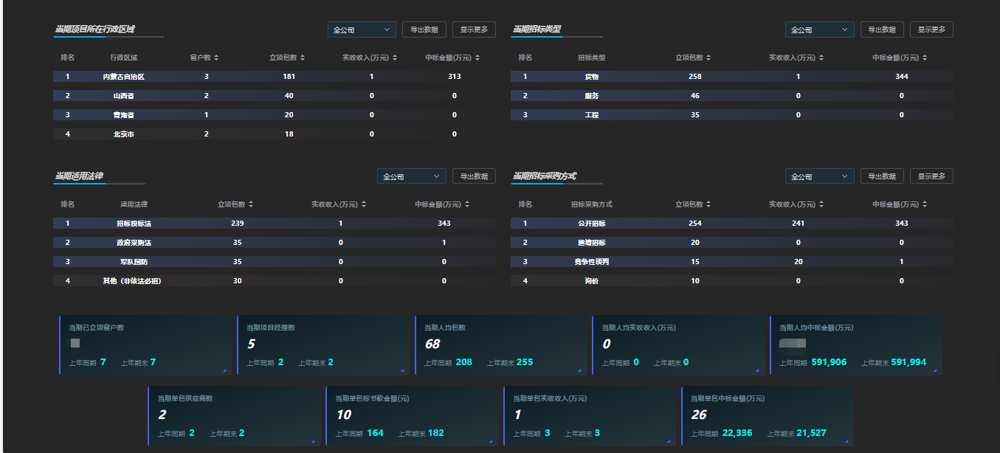 当期项目所在行政区域 全公司 导出数据 显示更多
排名 行政区域 客户数 立项包数 实收收入(万元) 中标金额(万元)
1 内蒙古自治区 3 181 1 313
2 山西省 2 40 0 0
3 青海省 1 20 0 0
4 北京市 2 18 0 0
当期招标类型 全公司 导出数据 显示更多
排名 招标类型 立项包数 实收收入(万元) 中标金额(万元)
1 货物 258 1 344
2 服务 46 0 0
3 工程 35 0 0
当期适用法律 全公司 导出数据
排名 适用法律 立项包数 实收收入(万元) 中标金额(万元)
1 招标投标法 239 1 343
2 政府采购法 35 0 1
3 军队国防 35 0 0
4 其他（非依法必招） 30 0 0
当期招标采购方式 全公司 导出数据 显示更多
排名 招标采购方式 立项包数 实收收入(万元) 中标金额(万元)
1 公开招标 254 241 343
2 邀请招标 20 0 0
3 竞争性谈判 15 20 1
4 询价 10 0 0
当期已立项客户数
上年同期 7 上年期末 7
当期项目经理数
5
上年同期 2 上年期末 2
当期人均包数
68
上年同期 208 上年期末 255
当期人均实收收入(万元)
0
上年同期 0 上年期末 0
当期人均中标金额(万元)
上年同期 591,906 上年期末 591,994
当期单包供应商数
2
上年同期 2 上年期末 2
当期单包标书款金额(元)
10
上年同期 164 上年期末 182
当期单包实收收入(万元)
1
上年同期 3 上年期末 3
当期单包中标金额(万元)
26
上年同期 22,336 上年期末 21,527